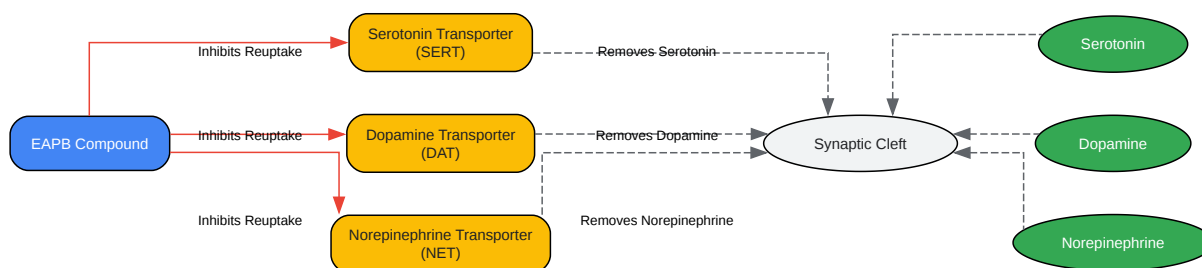 Serotonin Transporter
(SERT)
Inhibits Reuptake
Removes Serotonin
Serotonin
EAPB Compound
Inhibits Reuptake
Dopamine Transporter
(DAT)
Removes Dopamine
Synaptic Cleft
Dopamine
Inhibits Reuptake
Norepinephrine Transporter
(NET)
Removes Norepinephrine
Norepinephrine